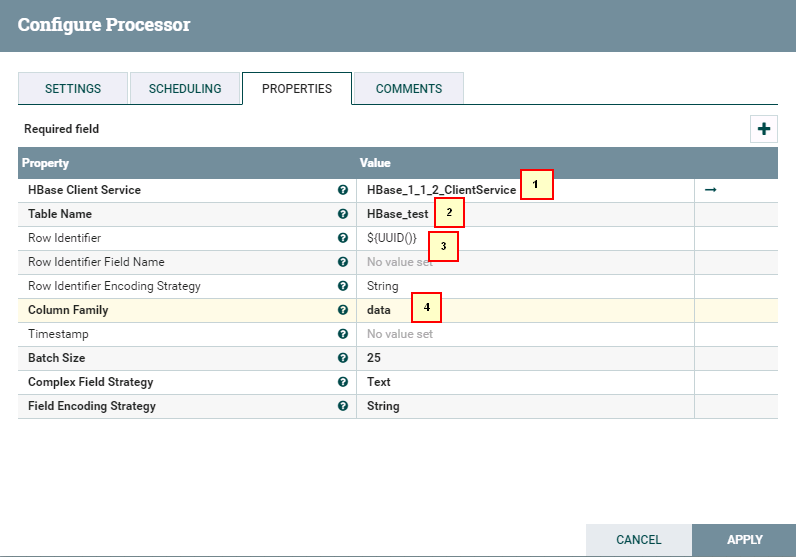 Configure Processor
SETTINGS SCHEDULING PROPERTIES COMMENTS
Required field
Property Value
HBase Client Service HBase_1_1_2_ClientService 1
Table Name HBase_test 2
Row Identifier ${UUID()} 3
Row Identifier Field Name No value set
Row Identifier Encoding Strategy String
Column Family data 4
Timestamp No value set
Batch Size 25
Complex Field Strategy Text
Field Encoding Strategy String
CANCEL APPLY